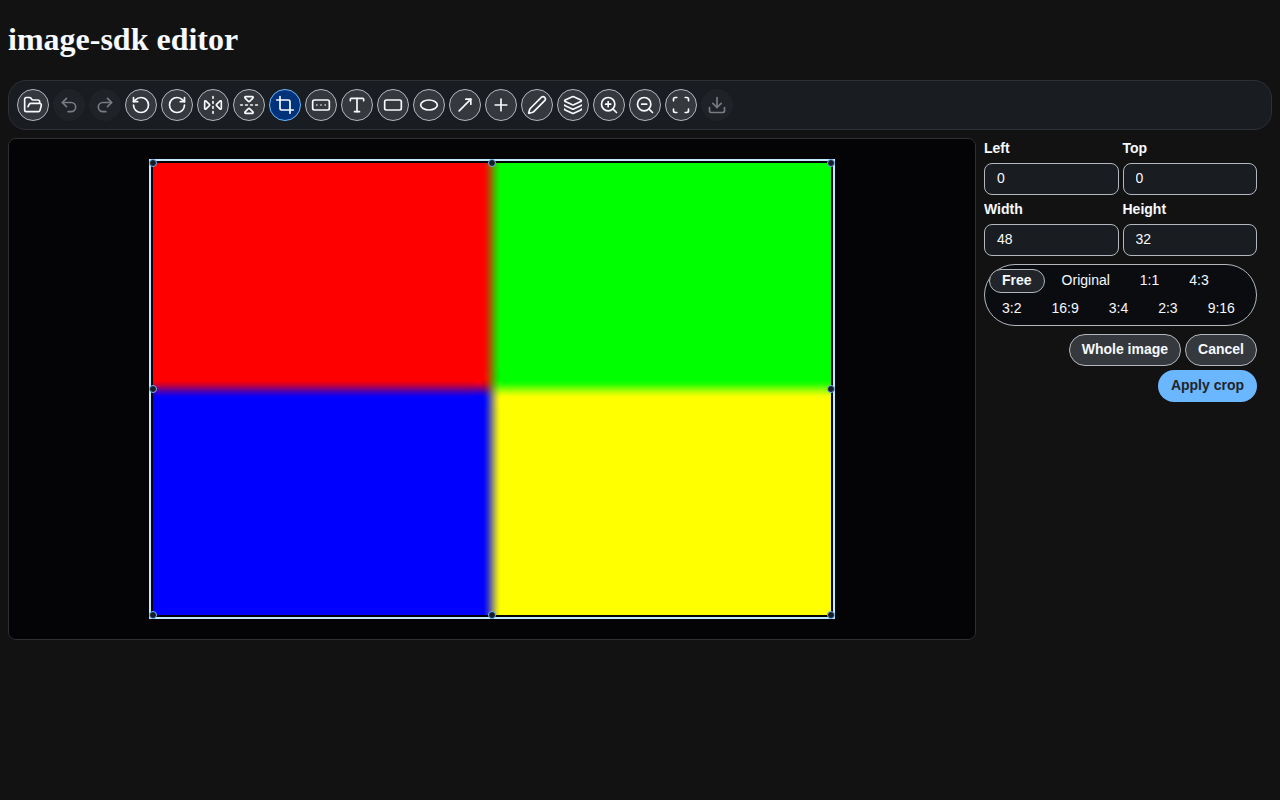 image-sdk editor
Left Top
0 0
Width Height
48 32
Free Original 1:1 4:3
3:2 16:9 3:4 2:3 9:16
Whole image Cancel
Apply crop